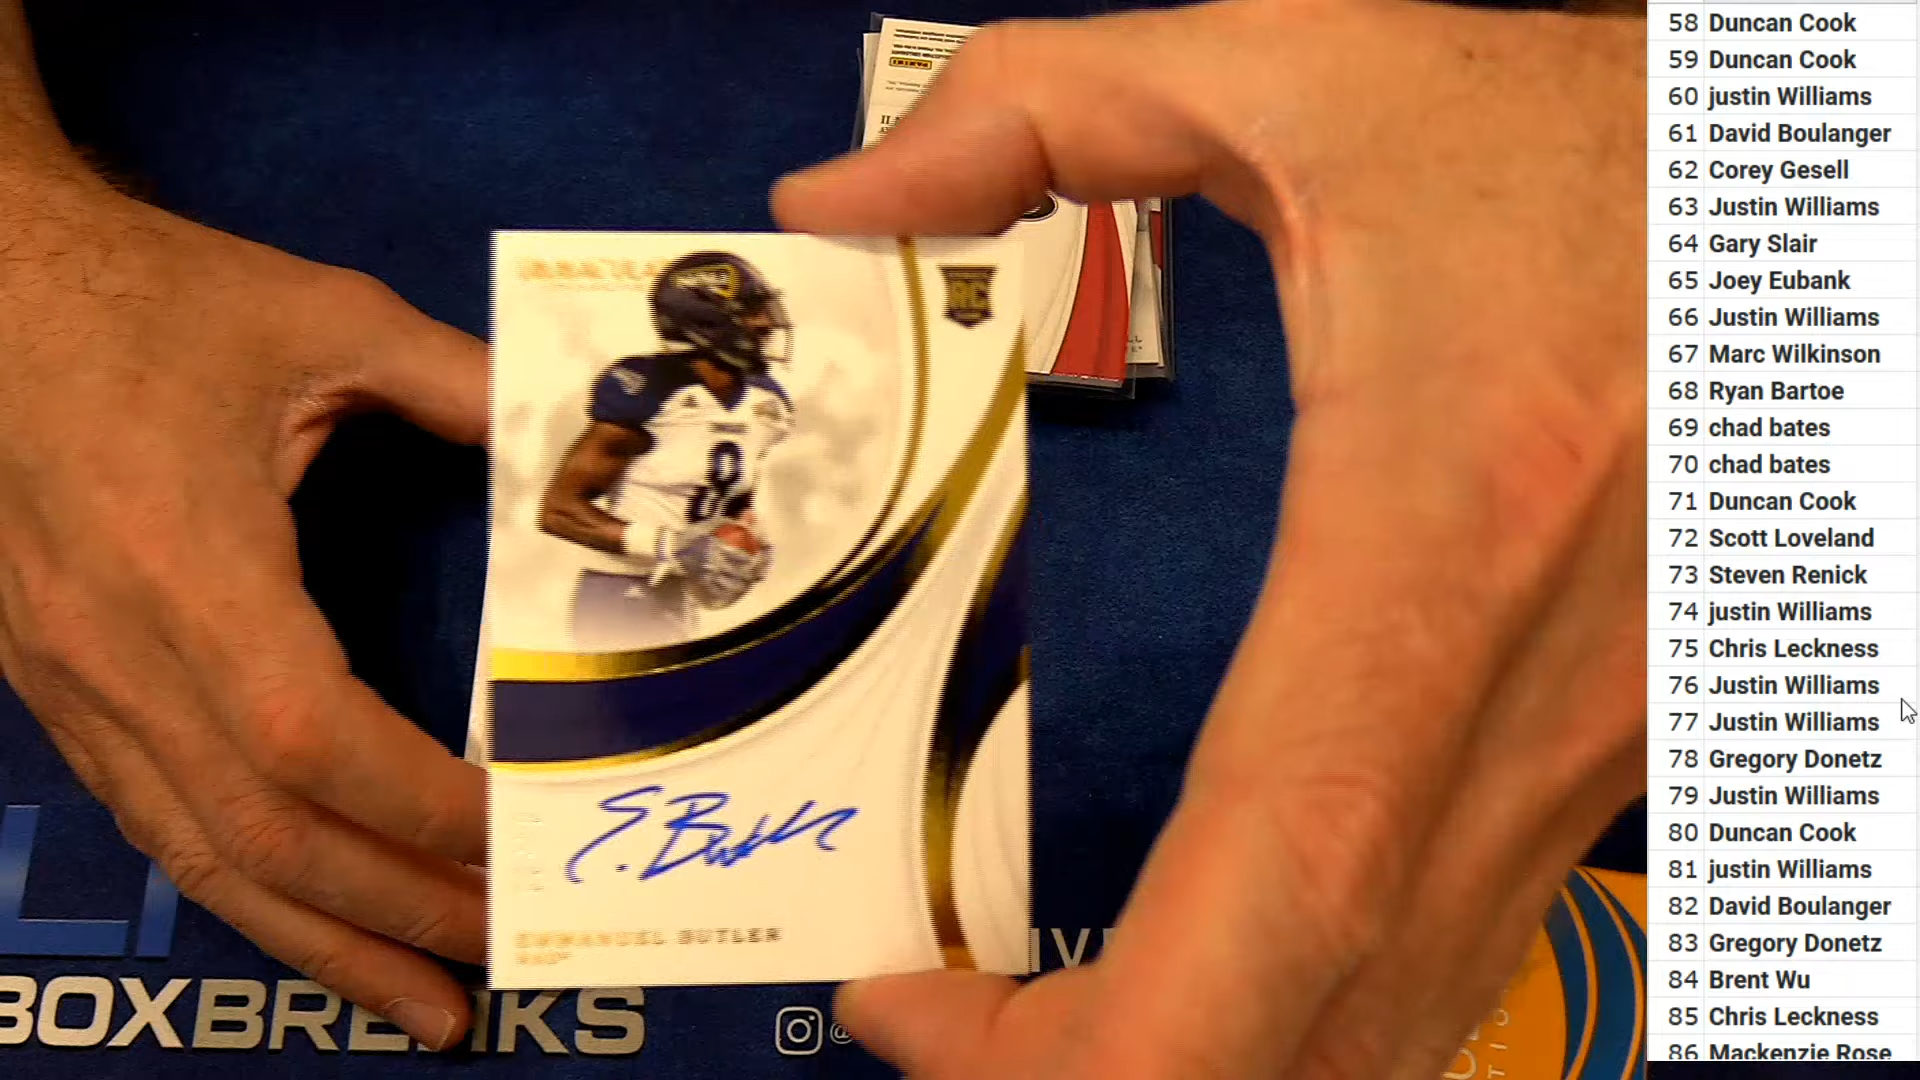 RC
8
E. Butler
EMMANUEL BUTLER
BOXBREAKS
@
58 Duncan Cook
59 Duncan Cook
60 justin Williams
61 David Boulanger
62 Corey Gesell
63 Justin Williams
64 Gary Slair
65 Joey Eubank
66 Justin Williams
67 Marc Wilkinson
68 Ryan Bartoe
69 chad bates
70 chad bates
71 Duncan Cook
72 Scott Loveland
73 Steven Renick
74 justin Williams
75 Chris Leckness
76 Justin Williams
77 Justin Williams
78 Gregory Donetz
79 Justin Williams
80 Duncan Cook
81 justin Williams
82 David Boulanger
83 Gregory Donetz
84 Brent Wu
85 Chris Leckness
86 Mackenzie Rose